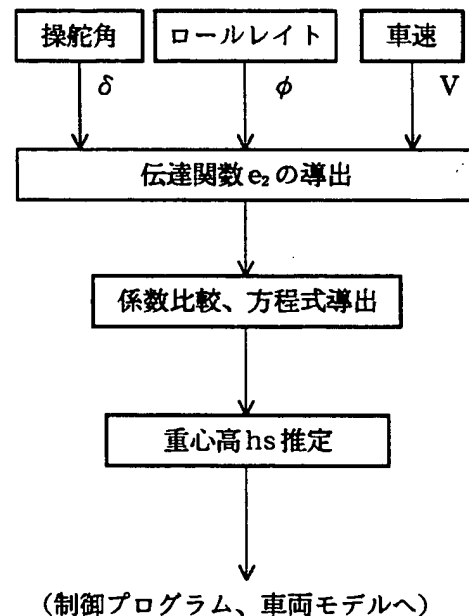 操舵角 ロールレイト 車速
δ φ V
伝達関数e₂の導出
係数比較、方程式導出
重心高hs推定
(制御プログラム、車両モデルへ)